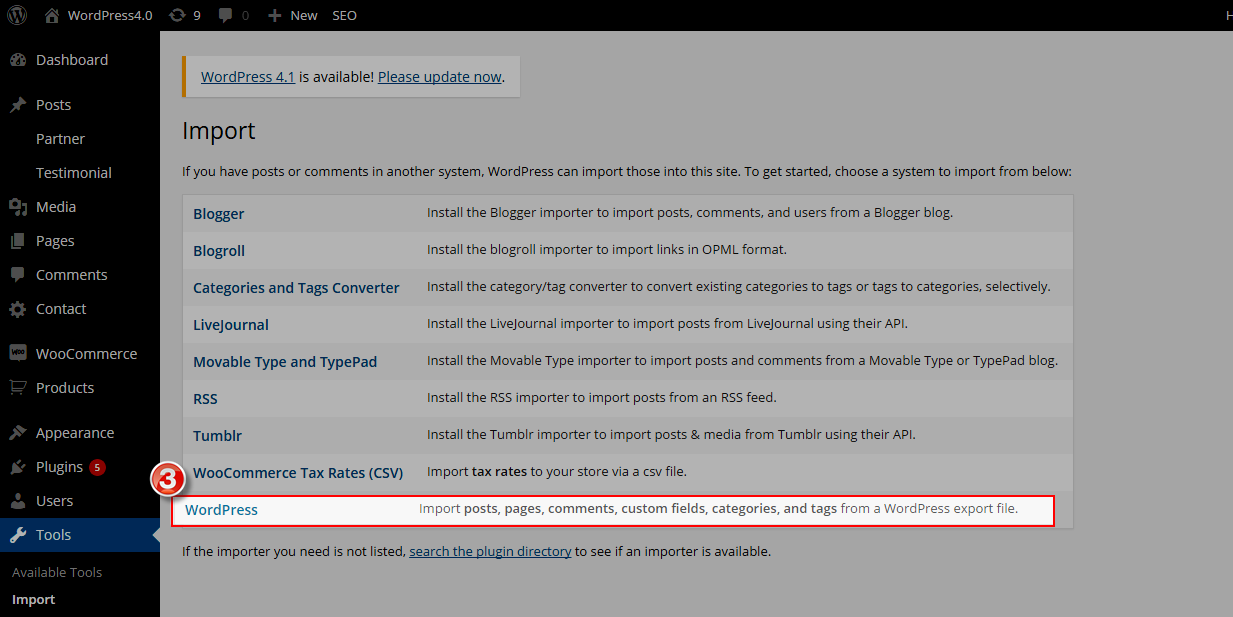 WordPress4.0 9 0 New SEO H
Dashboard
Posts
Partner
Testimonial
Media
Pages
Comments
Contact
WooCommerce
Products
Appearance
Plugins 5
Users
Tools
Available Tools
Import
WordPress 4.1 is available! Please update now.
Import
If you have posts or comments in another system, WordPress can import those into this site. To get started, choose a system to import from below:
Blogger Install the Blogger importer to import posts, comments, and users from a Blogger blog.
Blogroll Install the blogroll importer to import links in OPML format.
Categories and Tags Converter Install the category/tag converter to convert existing categories to tags or tags to categories, selectively.
LiveJournal Install the LiveJournal importer to import posts from LiveJournal using their API.
Movable Type and TypePad Install the Movable Type importer to import posts and comments from a Movable Type or TypePad blog.
RSS Install the RSS importer to import posts from an RSS feed.
Tumblr Install the Tumblr importer to import posts & media from Tumblr using their API.
WooCommerce Tax Rates (CSV) Import tax rates to your store via a csv file.
3
WordPress Import posts, pages, comments, custom fields, categories, and tags from a WordPress export file.
If the importer you need is not listed, search the plugin directory to see if an importer is available.